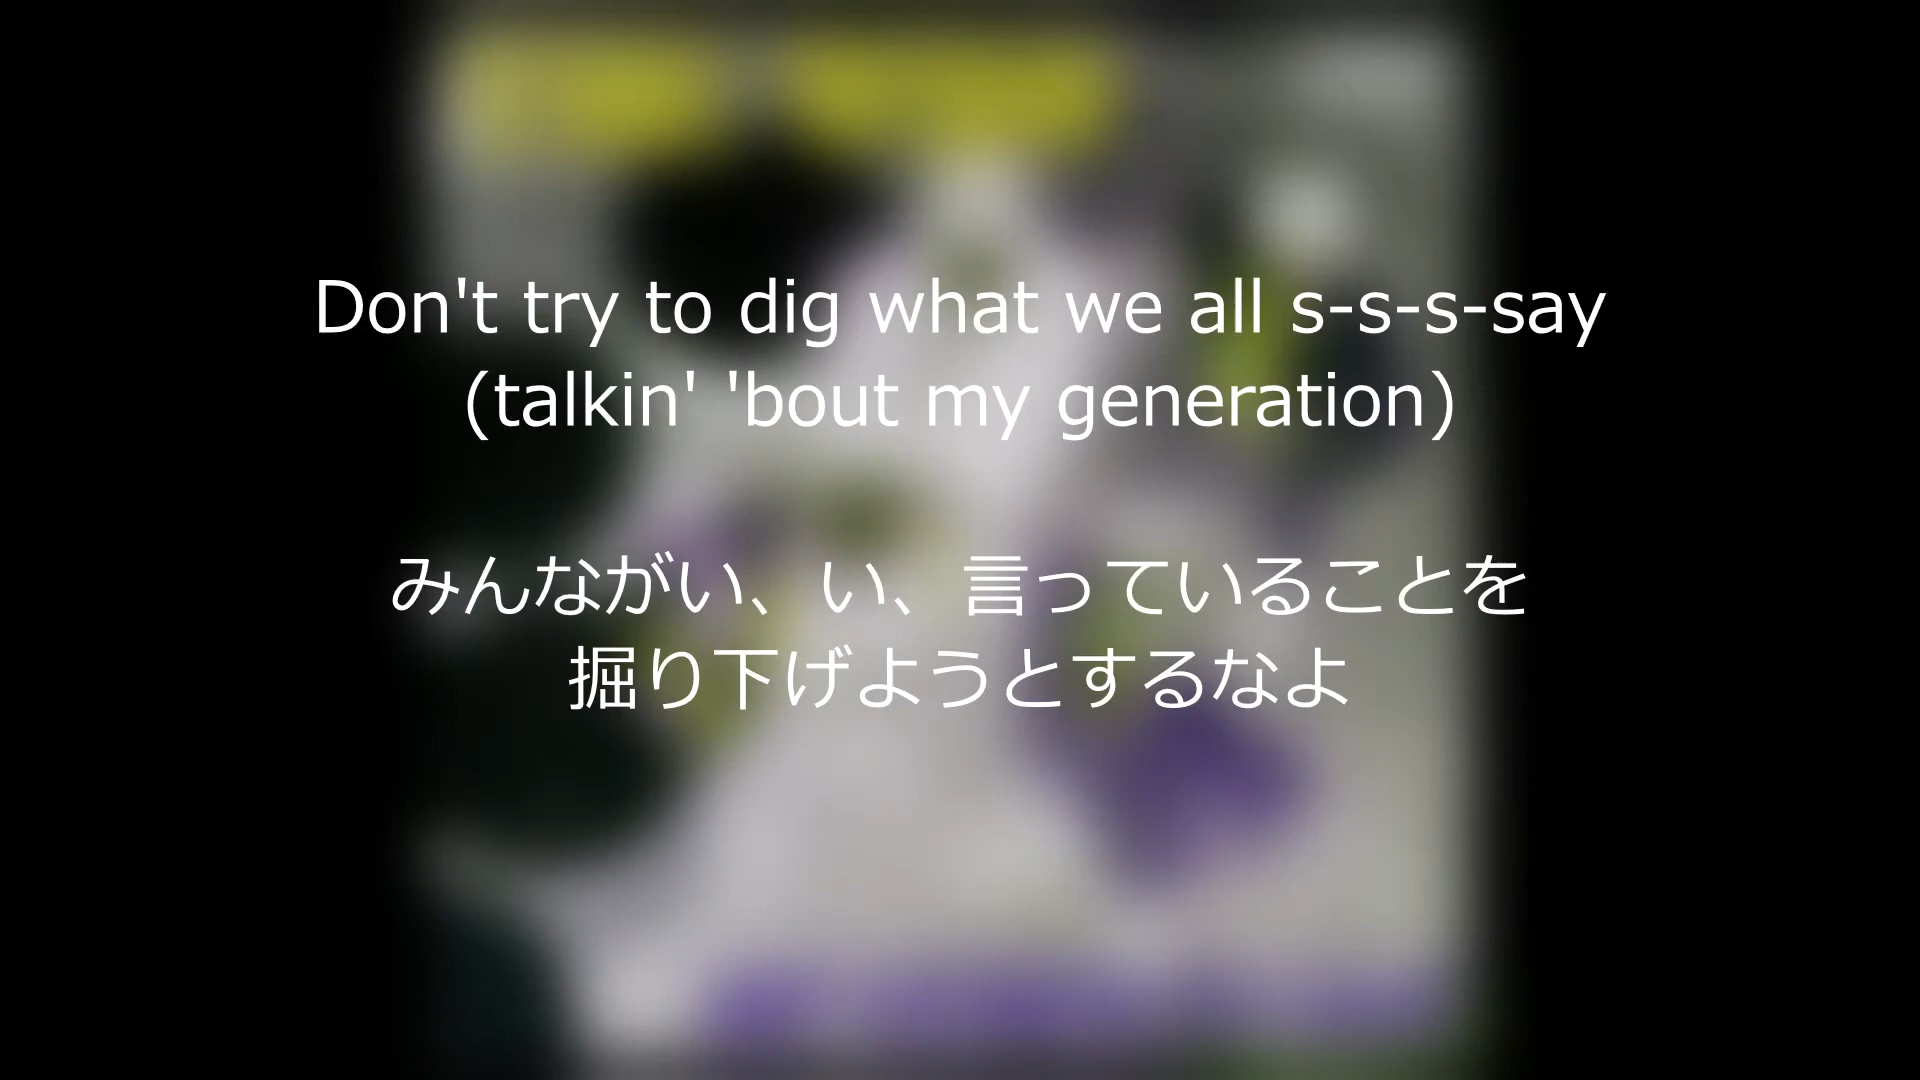 Don't try to dig what we all s-s-s-say
(talkin' 'bout my generation)
みんながい、い、言っていることを
掘り下げようとするなよ